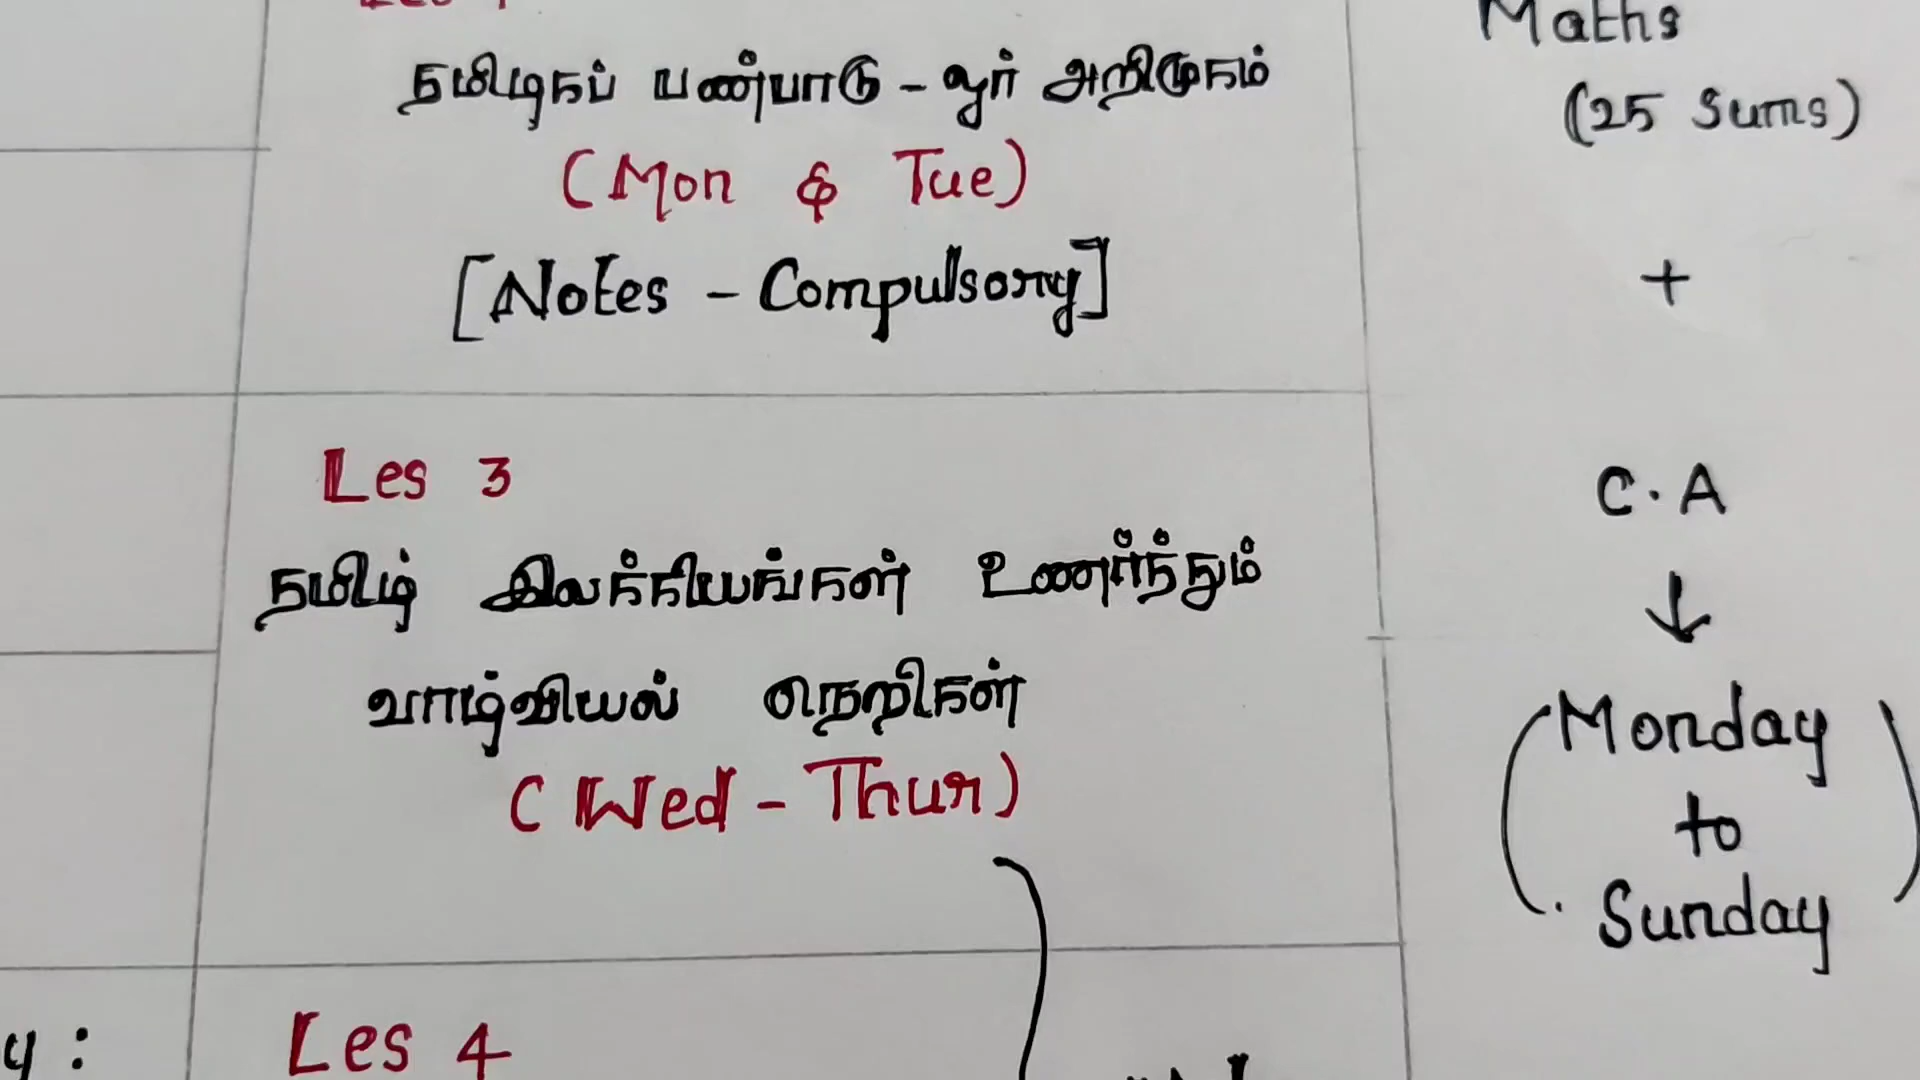 தமிழகப் பண்பாடு - ஓர் அறிமுகம்
(Mon & Tue)
[Notes - Compulsory]
Les 3
தமிழ் இலக்கியங்கள் உணர்த்தும்
வாழ்வியல் நெறிகள்
(Wed - Thur)
Les 4
Maths
(25 Sums)
+
C.A
↓
(Monday
to
Sunday)